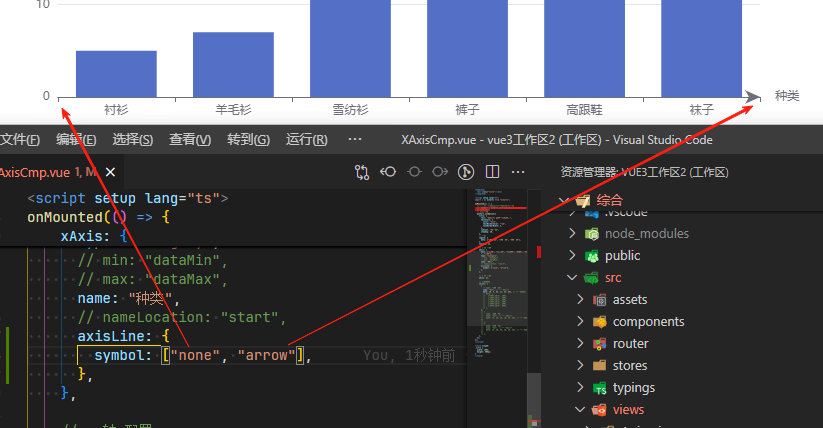 10
0
衬衫 羊毛衫 雪纺衫 裤子 高跟鞋 袜子 种类
文件(F) 编辑(E) 选择(S) 查看(V) 转到(G) 运行(R) ··· XAxisCmp.vue - vue3工作区2 (工作区) - Visual Studio Code
AxisCmp.vue 1, M
资源管理器: VUE3工作区2 (工作区)
<script setup lang="ts">
onMounted(() => {
xAxis: {
// min: "dataMin",
// max: "dataMax",
name: "种类",
// nameLocation: "start",
axisLine: {
symbol: ["none", "arrow"], You, 1秒钟前
},
},
综合
.vscode
node_modules
public
src
assets
components
router
stores
typings
views